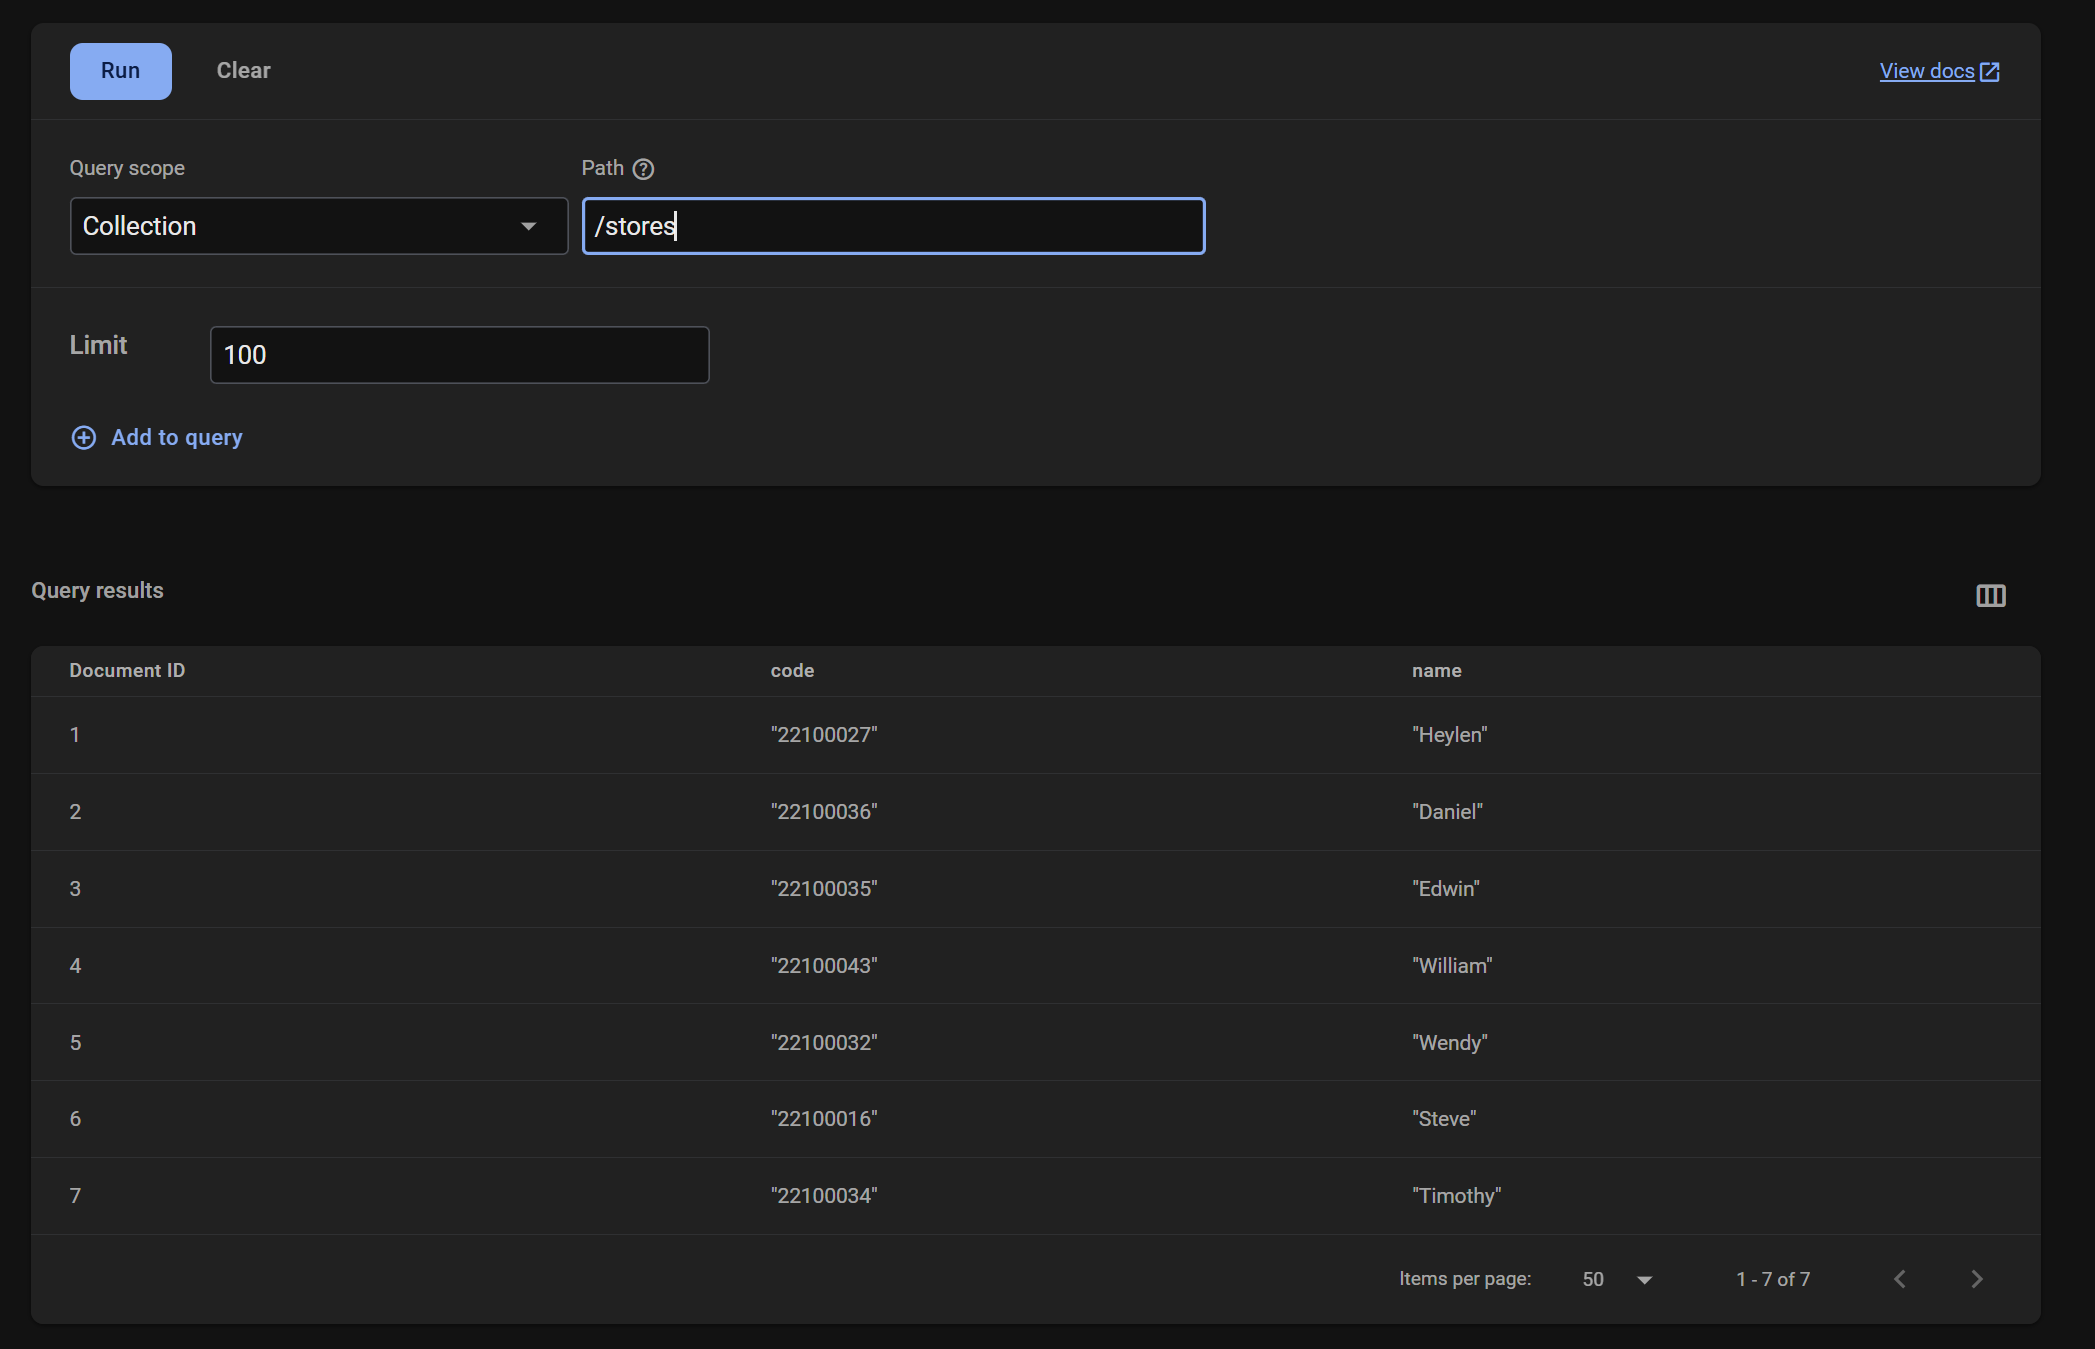 Run Clear View docs
Query scope Path
Collection /stores
Limit 100
Add to query
Query results
Document ID code name
1 "22100027" "Heylen"
2 "22100036" "Daniel"
3 "22100035" "Edwin"
4 "22100043" "William"
5 "22100032" "Wendy"
6 "22100016" "Steve"
7 "22100034" "Timothy"
Items per page: 50 1 - 7 of 7